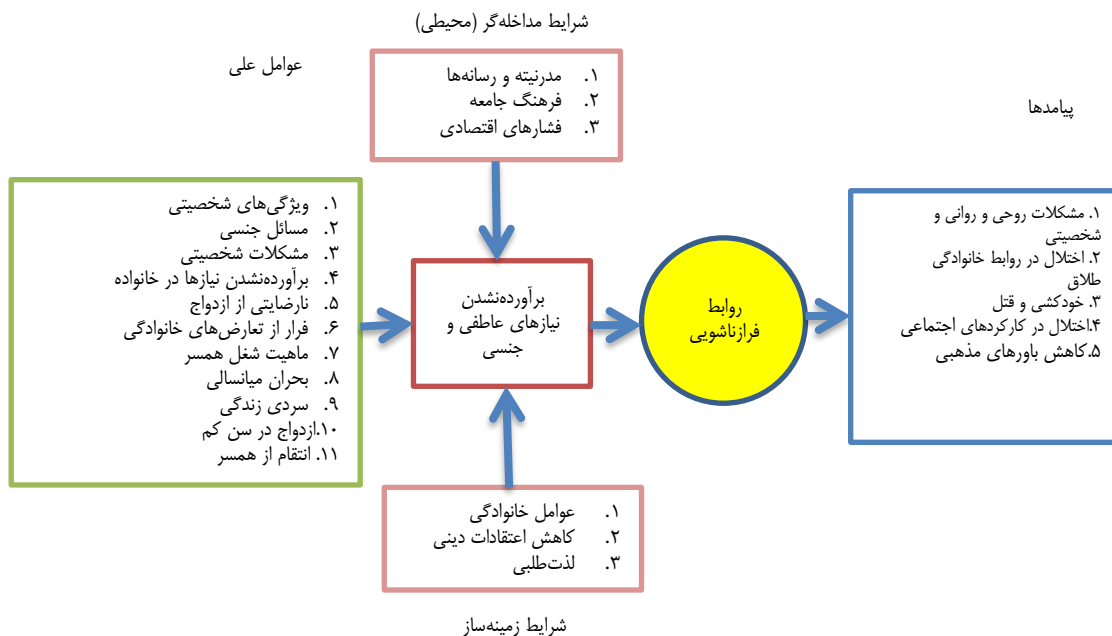 شرایط مداخله‌گر (محیطی)
۱. مدرنیته و رسانه‌ها
۲. فرهنگ جامعه
۳. فشارهای اقتصادی
عوامل علی
۱. ویژگی‌های شخصیتی
۲. مسائل جنسی
۳. مشکلات شخصیتی
۴. برآورده‌نشدن نیازها در خانواده
۵. نارضایتی از ازدواج
۶. فرار از تعارض‌های خانوادگی
۷. ماهیت شغل همسر
۸. بحران میانسالی
۹. سردی زندگی
۱۰.ازدواج در سن کم
۱۱. انتقام از همسر
برآورده‌نشدن
نیازهای عاطفی و
جنسی
روابط
فرازناشویی
پیامدها
۱. مشکلات روحی و روانی و
شخصیتی
۲. اختلال در روابط خانوادگی
طلاق
۳. خودکشی و قتل
۴.اختلال در کارکردهای اجتماعی
۵.کاهش باورهای مذهبی
۱. عوامل خانوادگی
۲. کاهش اعتقادات دینی
۳. لذت‌طلبی
شرایط زمینه‌ساز